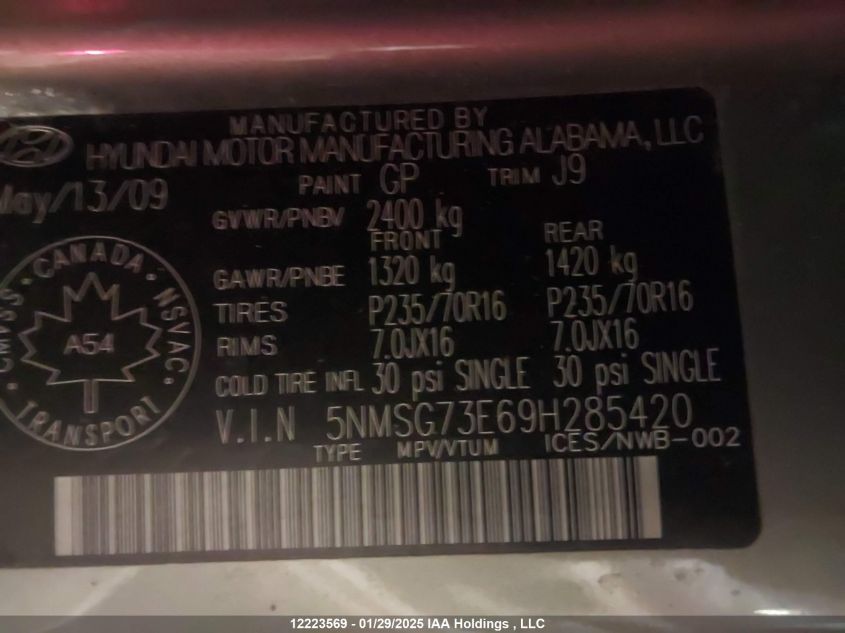 MANUFACTURED BY
HYUNDAI MOTOR MANUFACTURING ALABAMA, LLC
May/13/09 PAINT GP TRIM J9
GVWR/PNBV 2400 kg
FRONT REAR
GAWR/PNBE 1320 kg 1420 kg
TIRES P235/70R16 P235/70R16
RIMS 7.0JX16 7.0JX16
COLD TIRE INFL 30 psi SINGLE 30 psi SINGLE
V.I.N 5NMSG73E69H285420
TYPE MPV/VTUM ICES/NWB-002
CANADA
CMVSS NSVAC
A54
TRANSPORT
12223569 - 01/29/2025 IAA Holdings , LLC